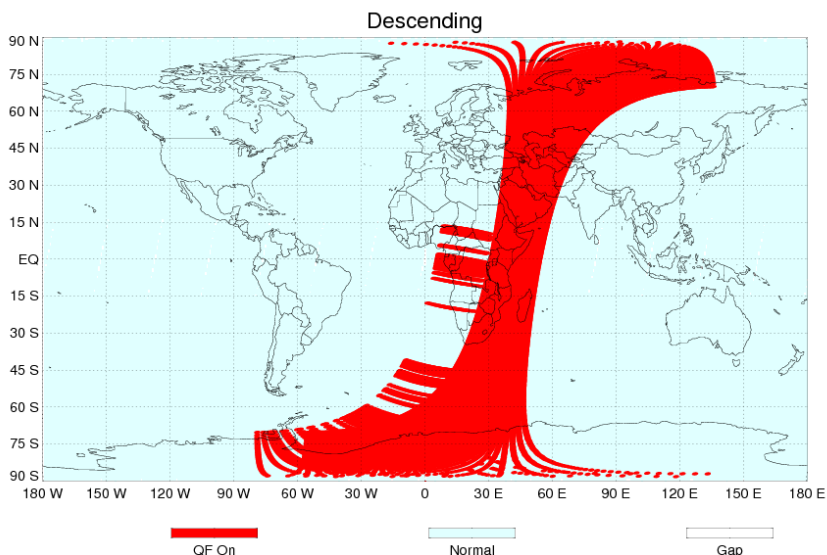 Descending
90 N
75 N
60 N
45 N
30 N
15 N
EQ
15 S
30 S
45 S
60 S
75 S
90 S
180 W 150 W 120 W 90 W 60 W 30 W 0 30 E 60 E 90 E 120 E 150 E 180 E
QF On Normal Gap